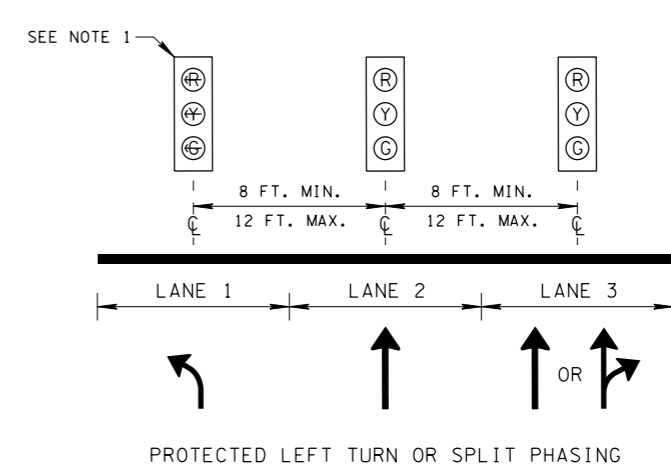 SEE NOTE 1
R R R
Y Y Y
G G G
8 FT. MIN. 8 FT. MIN.
℄ 12 FT. MAX. ℄ 12 FT. MAX. ℄
LANE 1 LANE 2 LANE 3
OR
PROTECTED LEFT TURN OR SPLIT PHASING